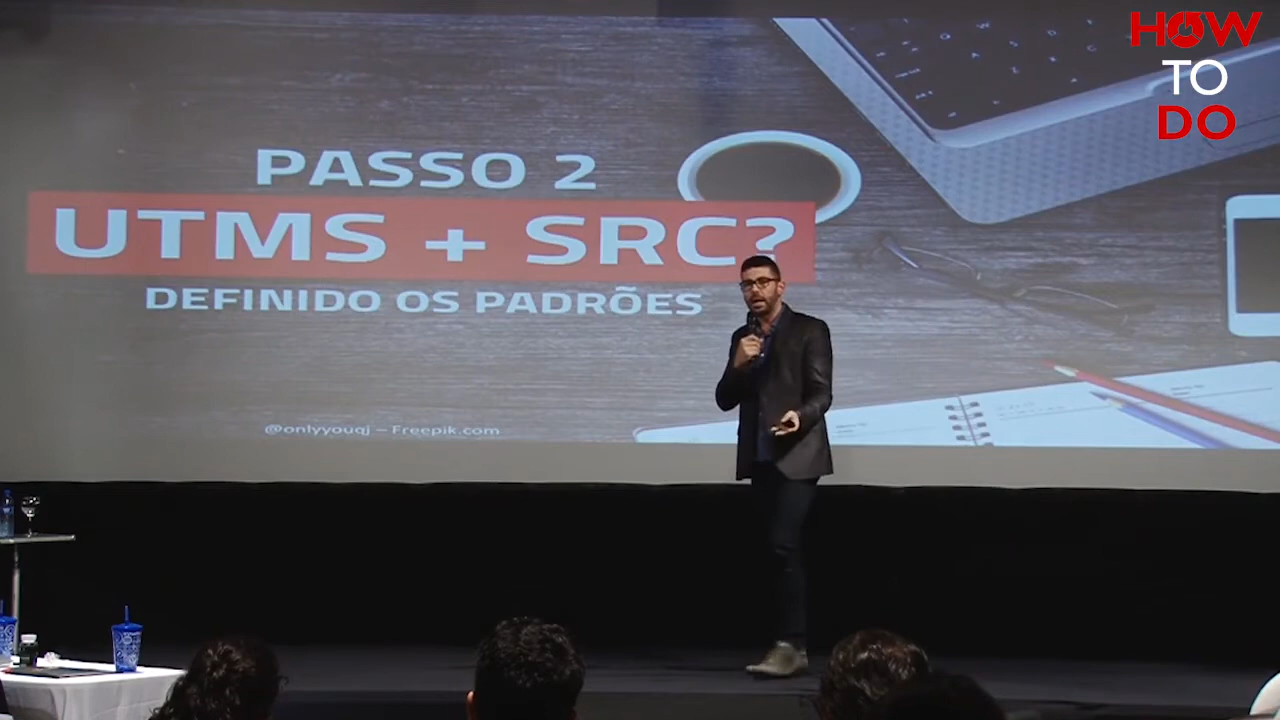 HOW
TO
DO
PASSO 2
UTMS + SRC?
DEFINIDO OS PADRÕES
@onlyyouqj – Freepik.com